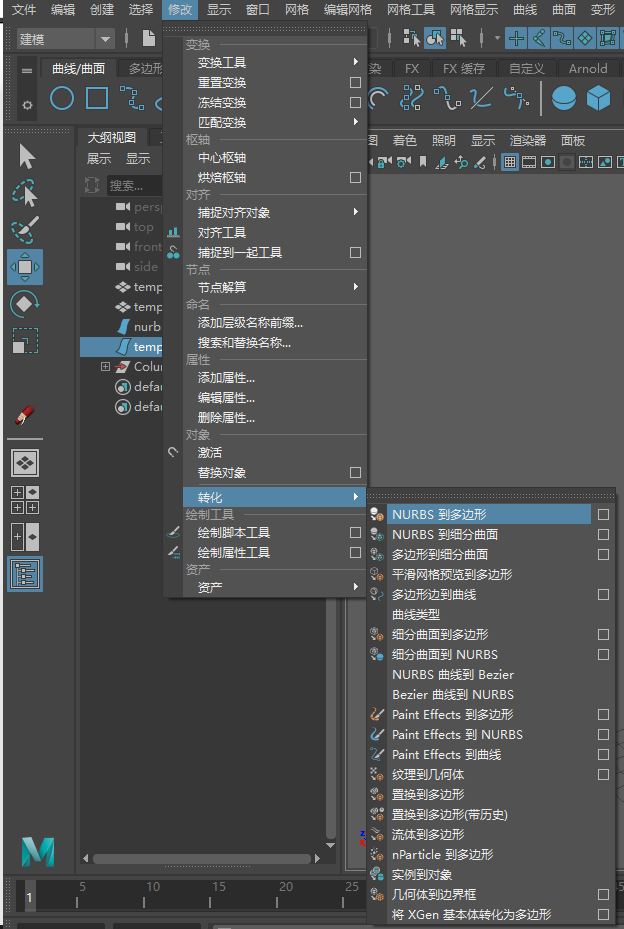 文件 编辑 创建 选择 修改 显示 窗口 网格 编辑网格 网格工具 网格显示 曲线 曲面 变形
建模
曲线/曲面 多边形 FX FX 缓存 自定义 Arnold
大纲视图
展示 显示
着色 照明 显示 渲染器 面板
搜索...
persp
top
front
side
temp
temp
nurb
temp
Colu
defau
defau
变换
变换工具
重置变换
冻结变换
匹配变换
枢轴
中心枢轴
烘焙枢轴
对齐
捕捉对齐对象
对齐工具
捕捉到一起工具
节点
节点解算
命名
添加层级名称前缀...
搜索和替换名称...
属性
添加属性...
编辑属性...
删除属性...
对象
激活
替换对象
转化
绘制工具
绘制脚本工具
绘制属性工具
资产
资产
NURBS 到多边形
NURBS 到细分曲面
多边形到细分曲面
平滑网格预览到多边形
多边形边到曲线
曲线类型
细分曲面到多边形
细分曲面到 NURBS
NURBS 曲线到 Bezier
Bezier 曲线到 NURBS
Paint Effects 到多边形
Paint Effects 到 NURBS
Paint Effects 到曲线
纹理到几何体
置换到多边形
置换到多边形(带历史)
流体到多边形
nParticle 到多边形
实例到对象
几何体到边界框
将 XGen 基本体转化为多边形
z
x
M
1 5 10 15 20 25